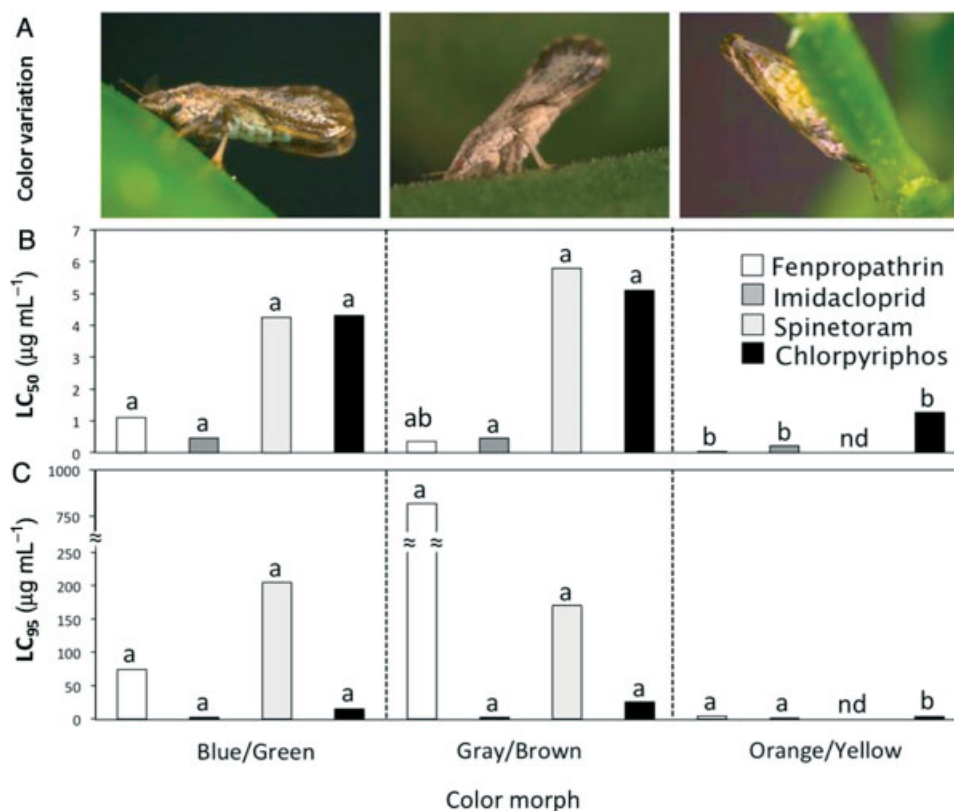 A
Color variation
B
LC50 (µg mL−1)
7
6
5
4
3
2
1
0
a
a
a
a
ab
a
a
a
b
b
nd
b
Fenpropathrin
Imidacloprid
Spinetoram
Chlorpyriphos
C
LC95 (µg mL−1)
1000
750
≈
250
200
150
100
50
0
a
a
a
a
a
≈ ≈
a
a
a
a
a
nd
b
Blue/Green
Gray/Brown
Orange/Yellow
Color morph